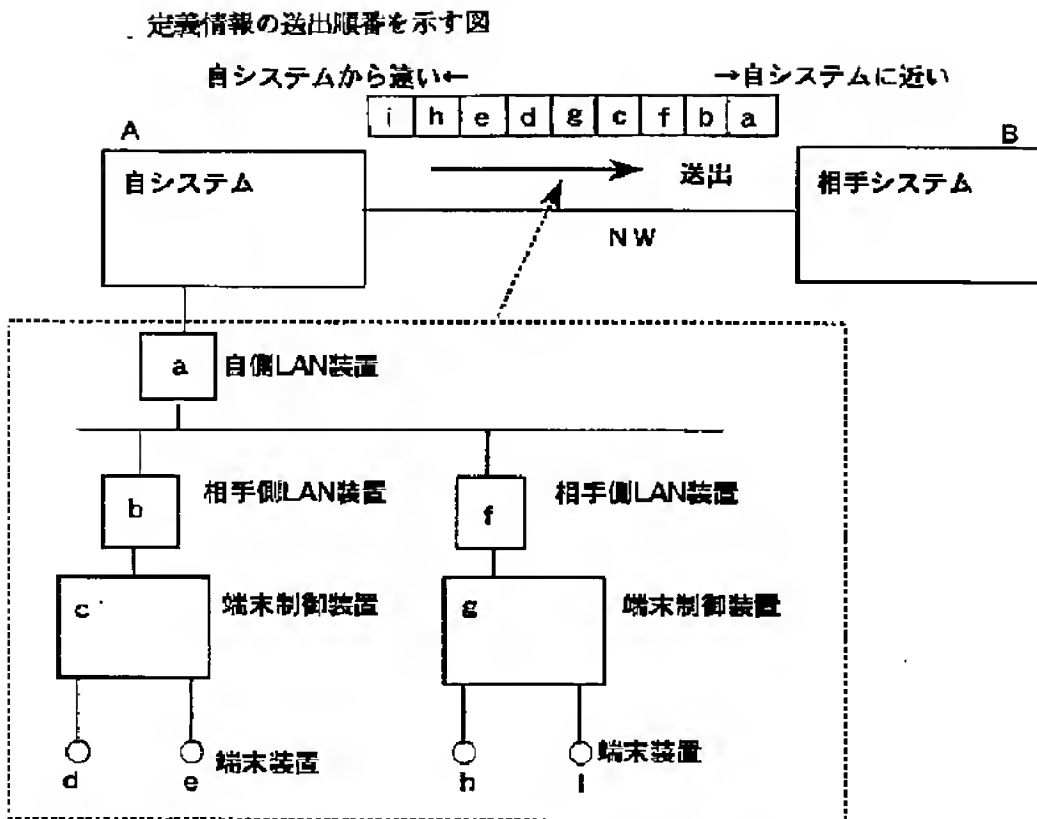 定義情報の送出順番を示す図
自システムから遠い← →自システムに近い
i h e d g c f b a
A B
自システム 送出 相手システム
NW
a 自側LAN装置
b 相手側LAN装置 f 相手側LAN装置
c 端末制御装置 g 端末制御装置
d e 端末装置 h i 端末装置